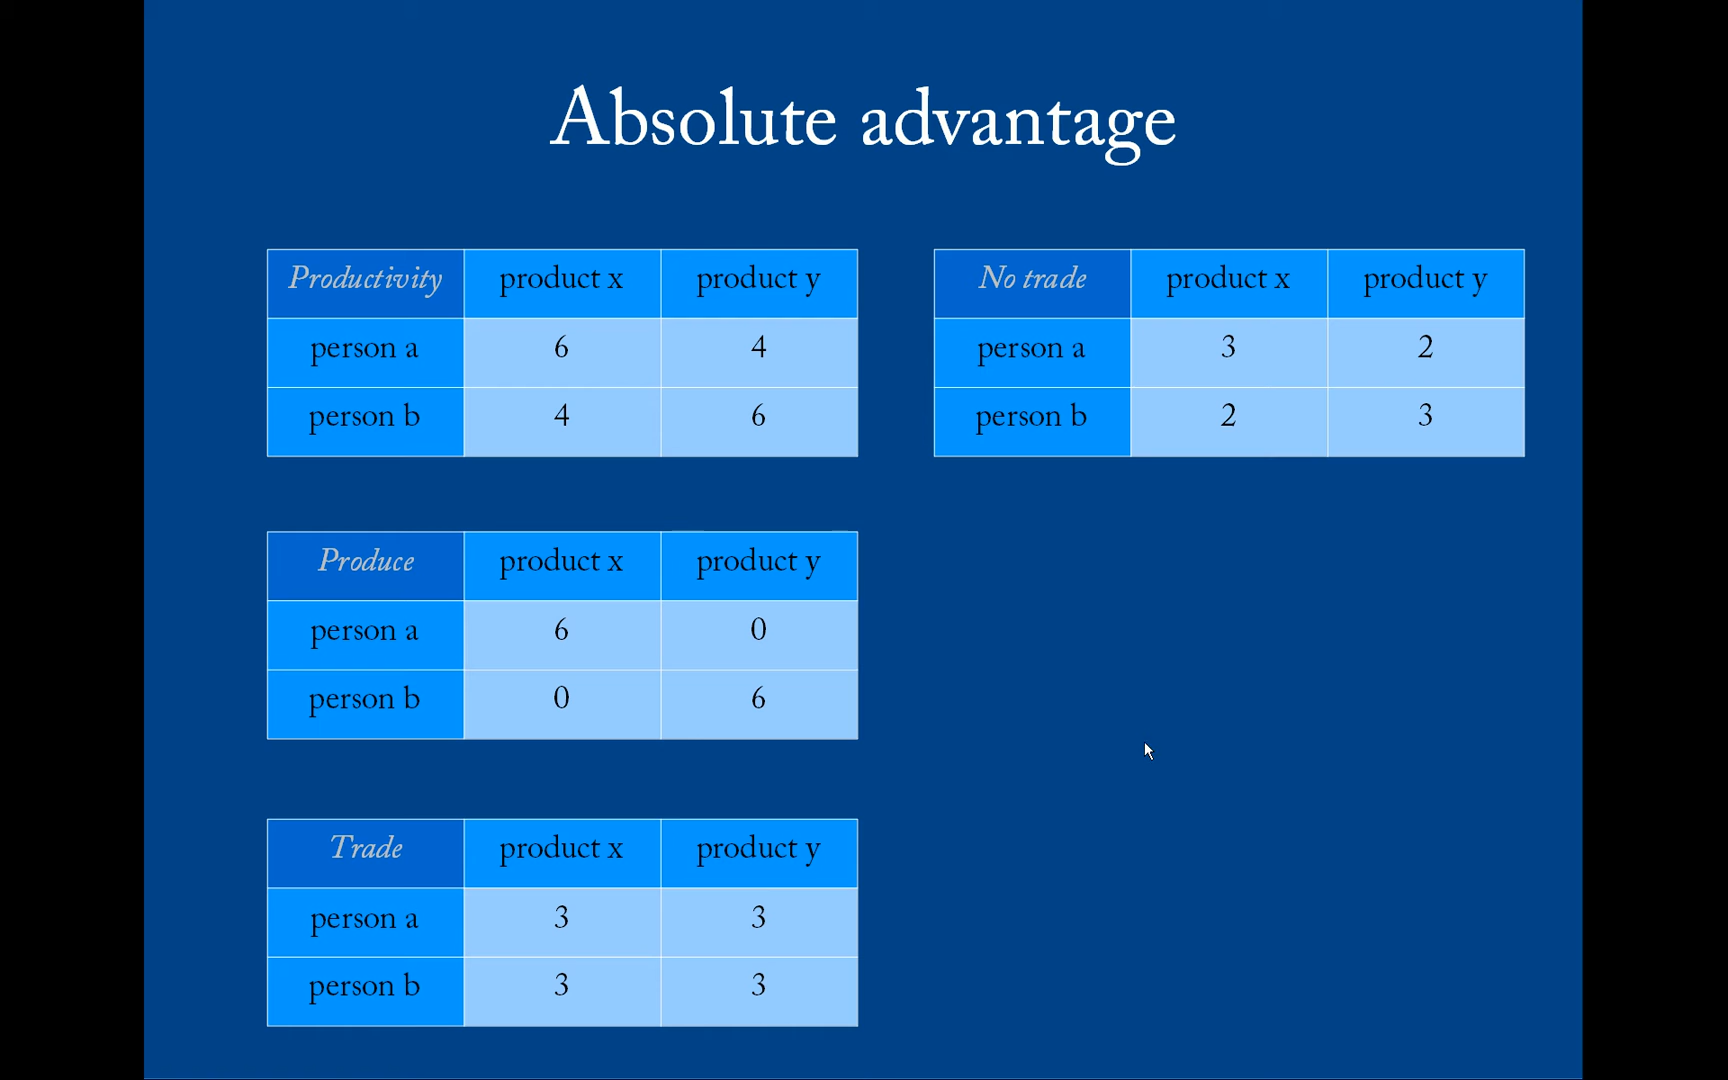 Absolute advantage
Productivity product x product y
person a 6 4
person b 4 6
No trade product x product y
person a 3 2
person b 2 3
Produce product x product y
person a 6 0
person b 0 6
Trade product x product y
person a 3 3
person b 3 3